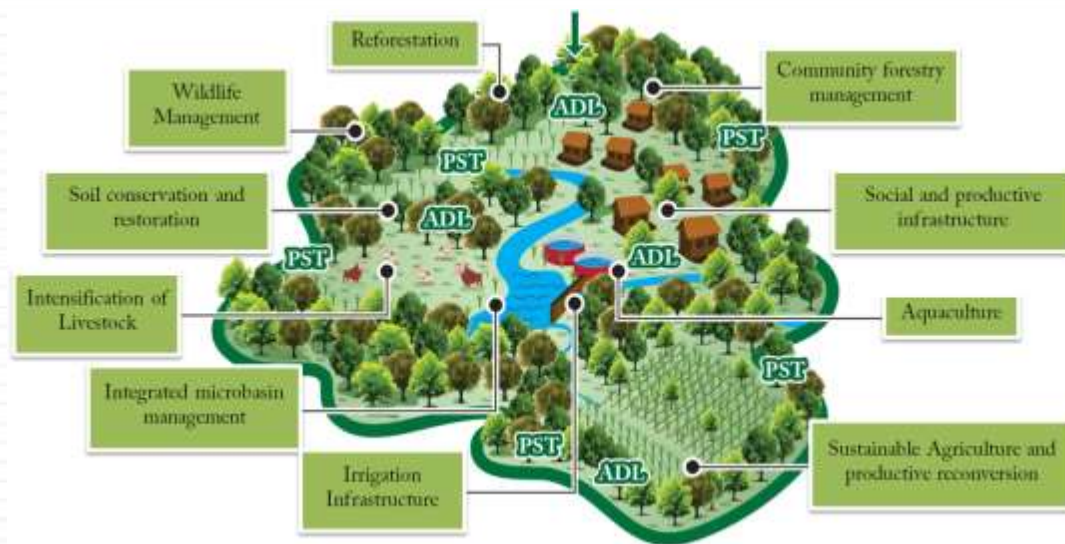 Reforestation
Community forestry
management
Wildlife
Management
ADL
PST
PST
Soil conservation and
restoration
Social and productive
infrastructure
ADL
PST
ADL
Intensification of
Livestock
Aquaculture
Integrated microbasin
management
PST
PST
ADL
Irrigation
Infrastructure
Sustainable Agriculture and
productive reconversion